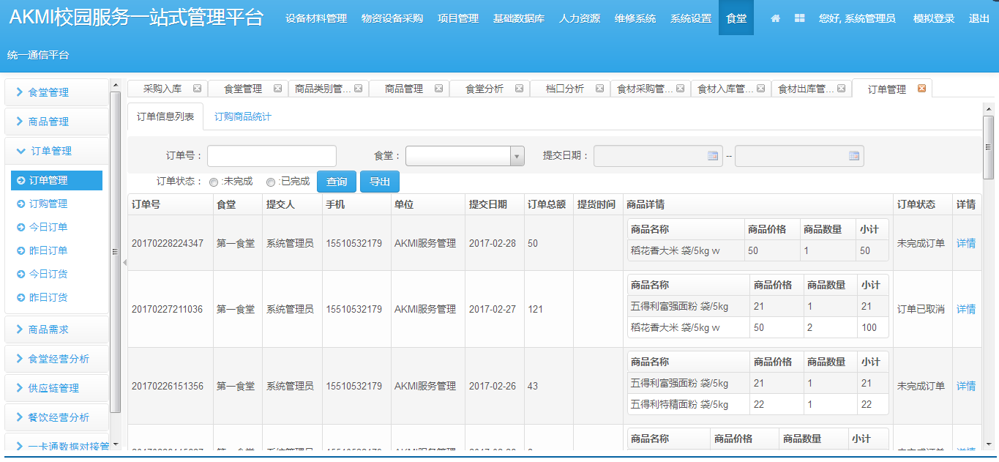 AKMI校园服务一站式管理平台 设备材料管理 物资设备采购 项目管理 基础数据库 人力资源 维修系统 系统设置 食堂 您好, 系统管理员 模拟登录 退出
统一通信平台
食堂管理
商品管理
订单管理
订单管理
订购管理
今日订单
昨日订单
今日订货
昨日订货
商品需求
食堂经营分析
供应链管理
餐饮经营分析
一卡通数据对接管
采购入库 食堂管理 商品类别管... 商品管理 食堂分析 档口分析 食材采购管... 食材入库管... 食材出库管... 订单管理
订单信息列表 订购商品统计
订单号： 食堂： 提交日期： --
订单状态： :未完成 :已完成 查询 导出
订单号 食堂 提交人 手机 单位 提交日期 订单总额 提货时间 商品详情 订单状态 详情
商品名称 商品价格 商品数量 小计
20170228224347 第一食堂 系统管理员 15510532179 AKMI服务管理 2017-02-28 50 未完成订单 详情
稻花香大米 袋/5kg w 50 1 50
商品名称 商品价格 商品数量 小计
五得利富强面粉 袋/5kg 21 1 21
20170227211036 第一食堂 系统管理员 15510532179 AKMI服务管理 2017-02-27 121 订单已取消 详情
稻花香大米 袋/5kg w 50 2 100
商品名称 商品价格 商品数量 小计
五得利富强面粉 袋/5kg 21 1 21
20170226151356 第一食堂 系统管理员 15510532179 AKMI服务管理 2017-02-26 43 未完成订单 详情
五得利特精面粉 袋/5kg 22 1 22
商品名称 商品价格 商品数量 小计